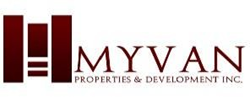 MYVAN
PROPERTIES & DEVELOPMENT INC.